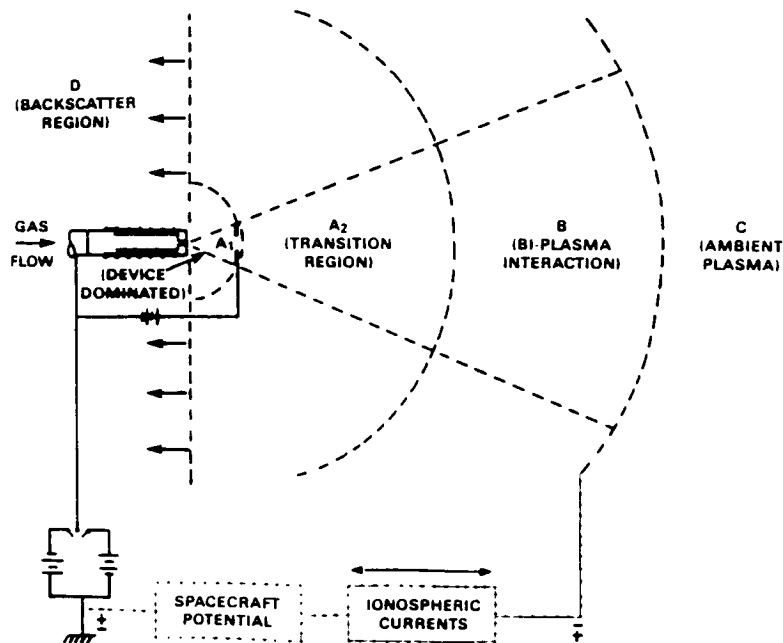 D
(BACKSCATTER
REGION)
GAS
FLOW
A1
(DEVICE
DOMINATED)
A2
(TRANSITION
REGION)
B
(BI-PLASMA
INTERACTION)
C
(AMBIENT
PLASMA)
SPACECRAFT
POTENTIAL
IONOSPHERIC
CURRENTS
±
∓